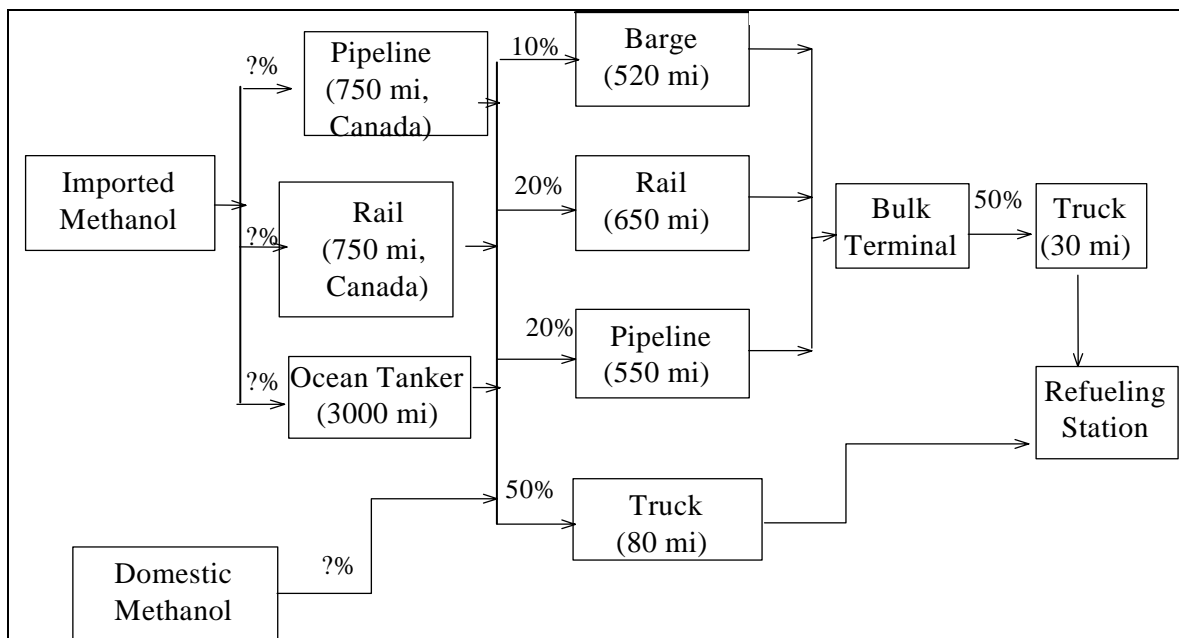 ?%
Pipeline
(750 mi,
Canada)
10%
Barge
(520 mi)
Imported
Methanol
?%
Rail
(750 mi,
Canada)
20%
Rail
(650 mi)
Bulk
Terminal
50%
Truck
(30 mi)
?%
Ocean Tanker
(3000 mi)
20%
Pipeline
(550 mi)
Refueling
Station
50%
Truck
(80 mi)
Domestic
Methanol
?%